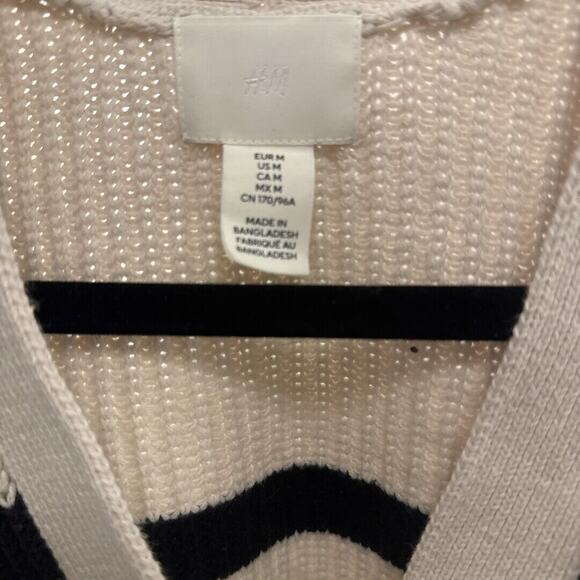 H&M
EUR M
US M
CA M
MX M
CN 170/96A
MADE IN
BANGLADESH
FABRIQUÉ AU
BANGLADESH